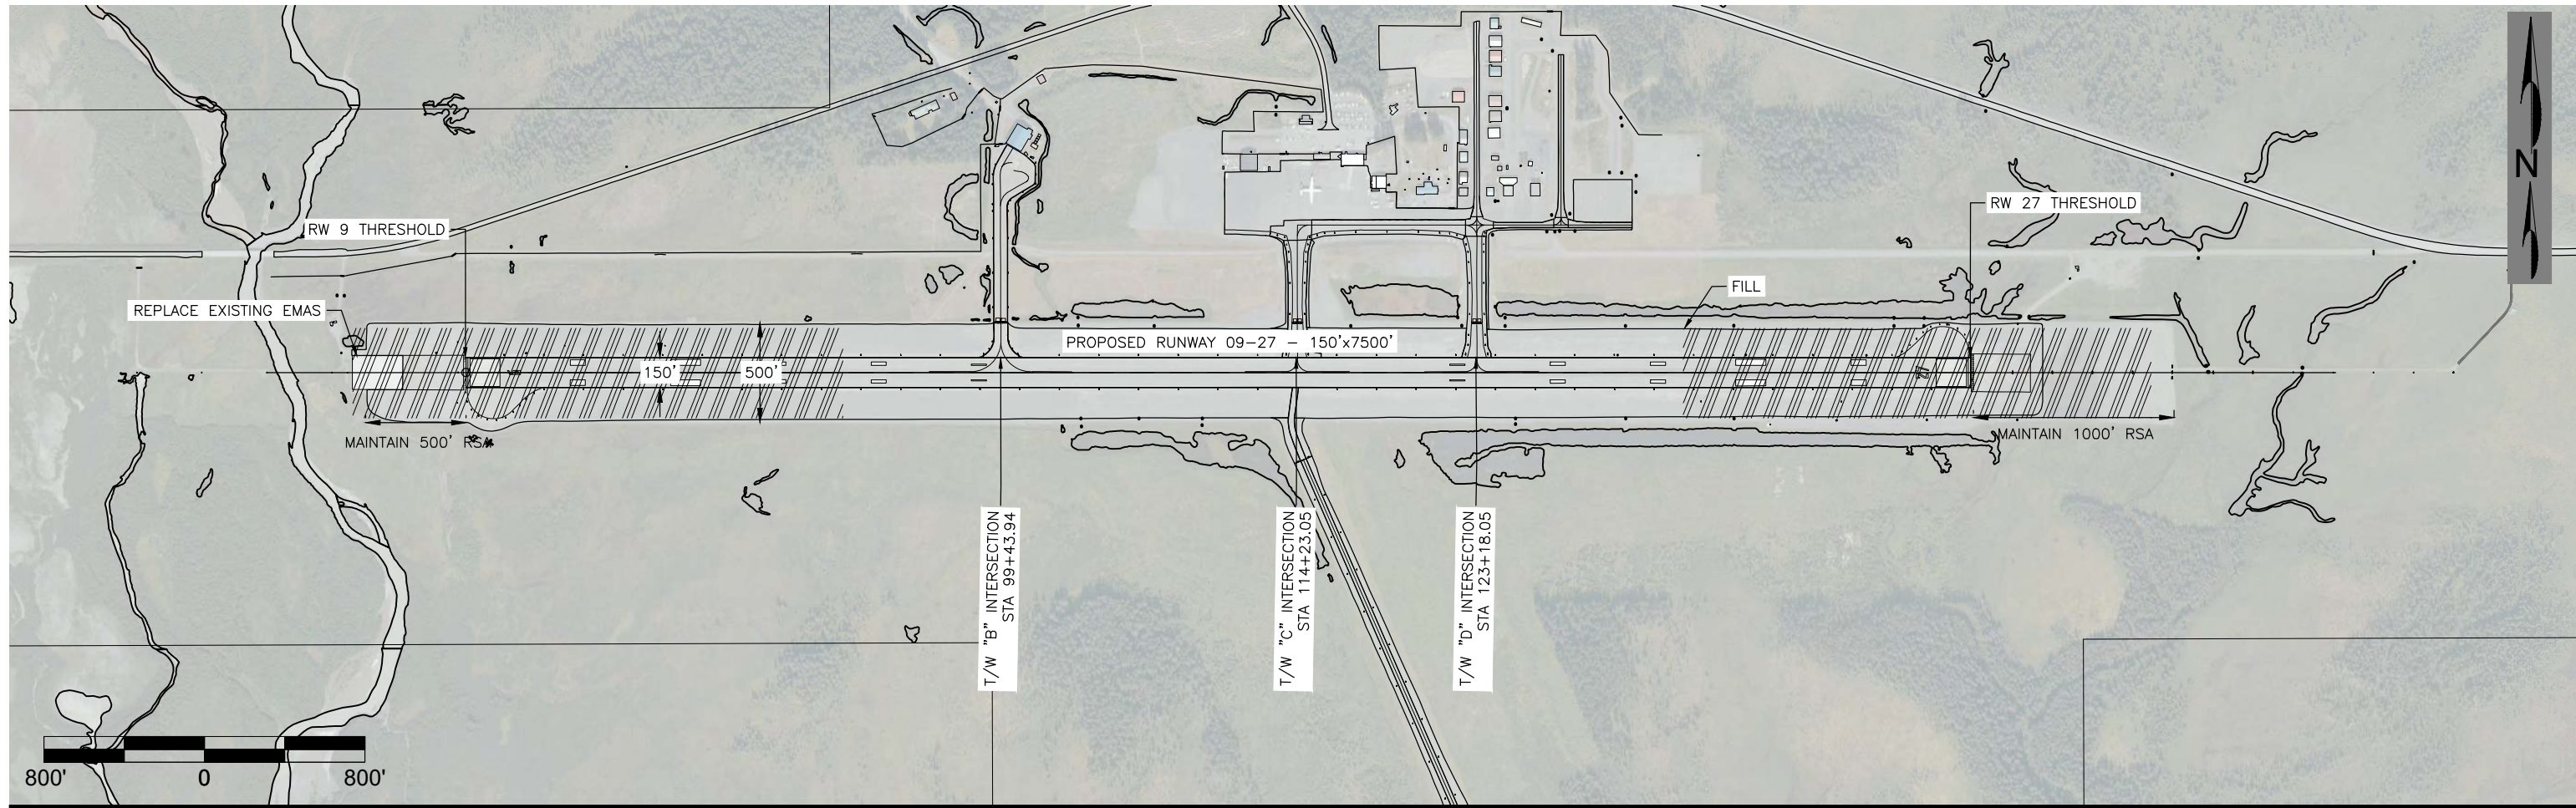 N
RW 27 THRESHOLD
RW 9 THRESHOLD
FILL
REPLACE EXISTING EMAS
PROPOSED RUNWAY 09-27 - 150'x7500'
150'
500'
27
MAINTAIN 500' RSA
MAINTAIN 1000' RSA
T/W "B" INTERSECTION
STA 99+43.94
T/W "C" INTERSECTION
STA 114+23.05
T/W "D" INTERSECTION
STA 123+18.05
800'
0
800'